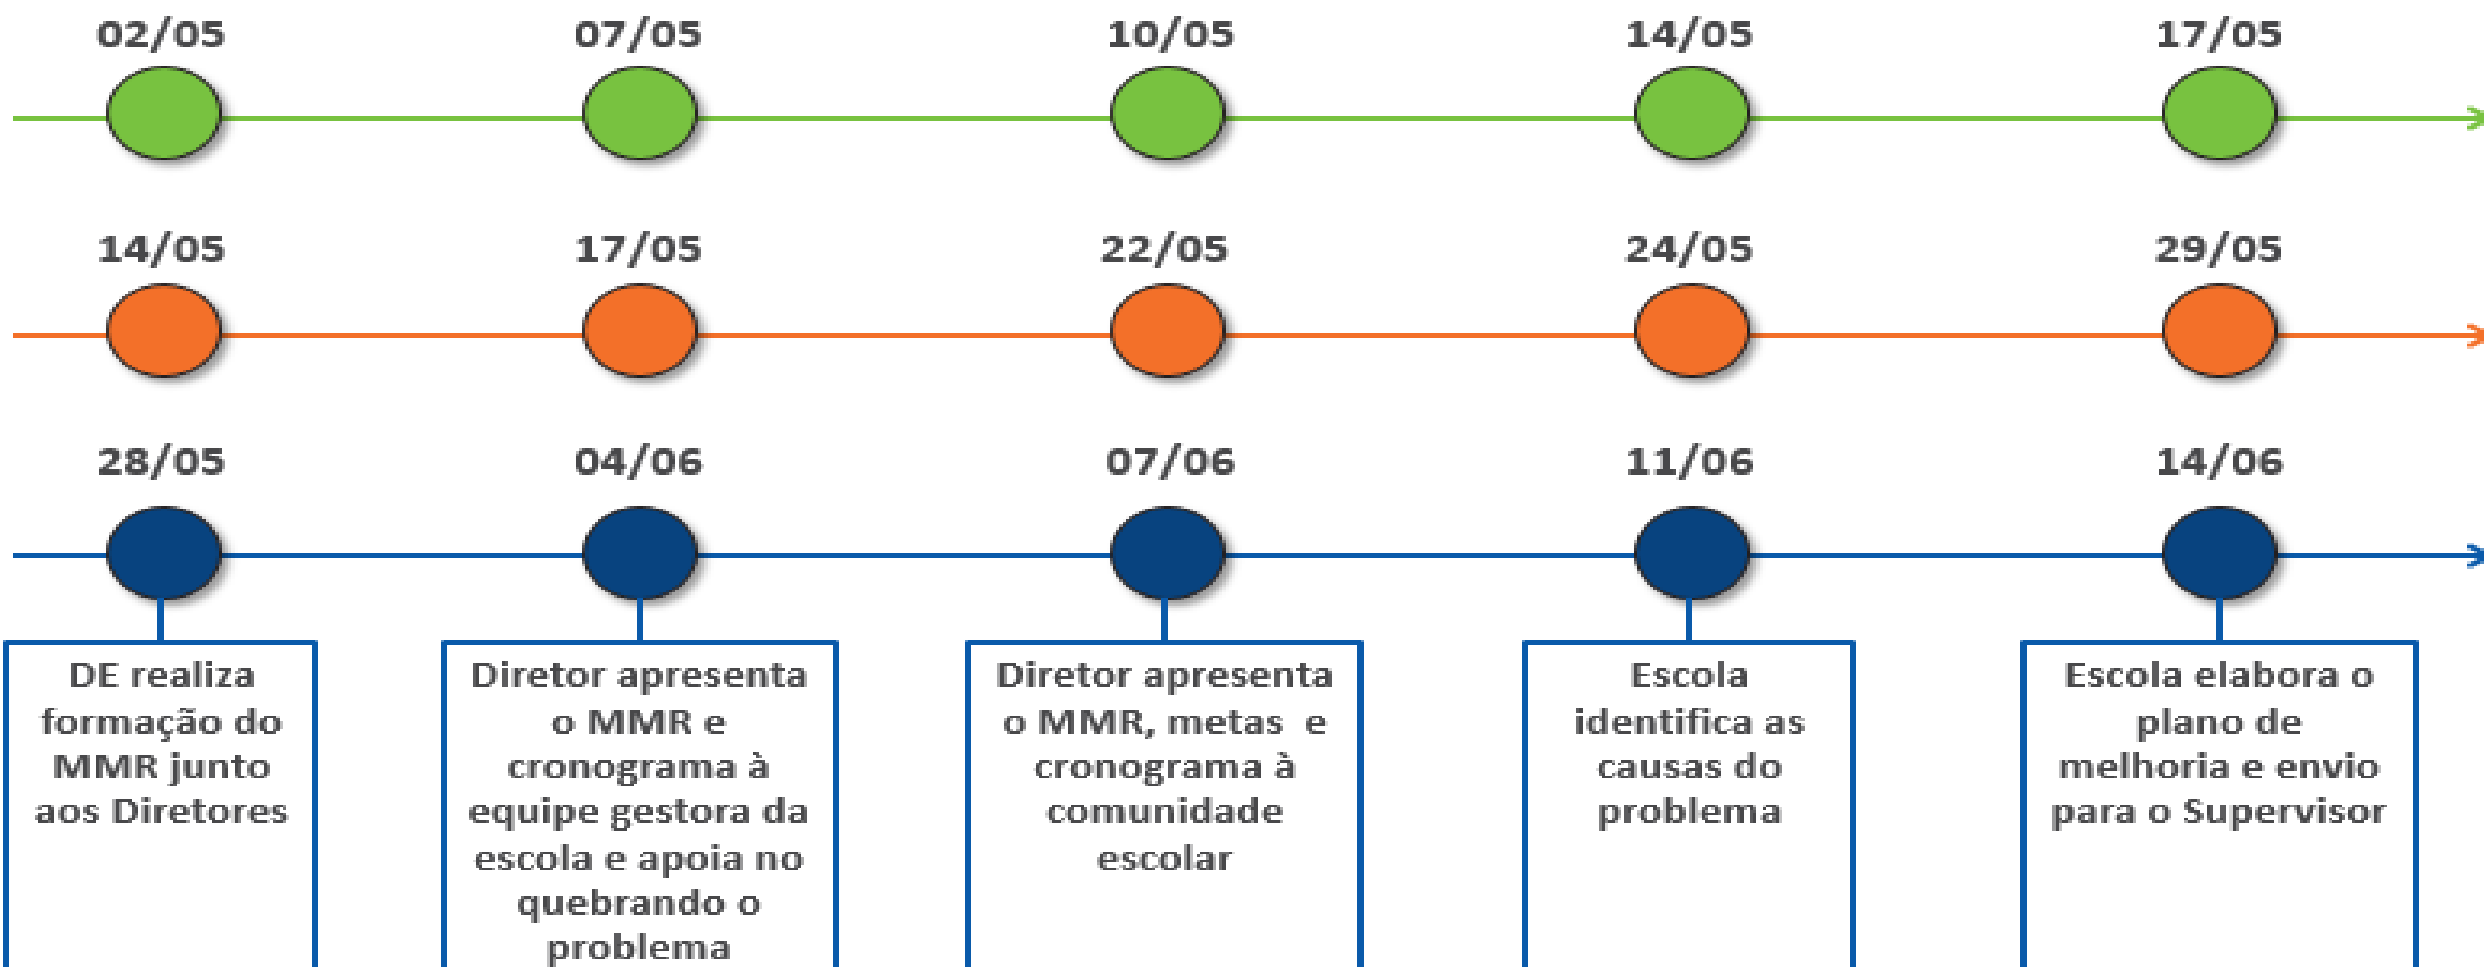 02/05 07/05 10/05 14/05 17/05
14/05 17/05 22/05 24/05 29/05
28/05 04/06 07/06 11/06 14/06
DE realiza
formação do
MMR junto
aos Diretores
Diretor apresenta
o MMR e
cronograma à
equipe gestora da
escola e apoia no
quebrando o
problema
Diretor apresenta
o MMR, metas e
cronograma à
comunidade
escolar
Escola
identifica as
causas do
problema
Escola elabora o
plano de
melhoria e envio
para o Supervisor